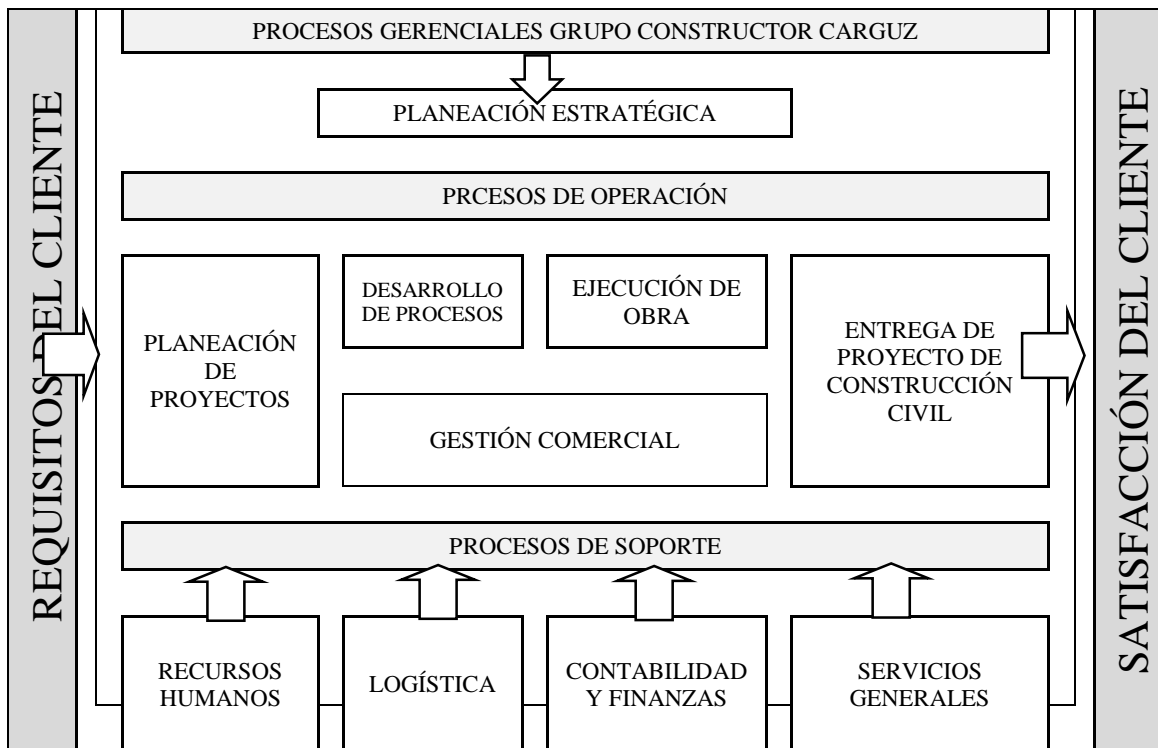 REQUISITOS DEL CLIENTE
PROCESOS GERENCIALES GRUPO CONSTRUCTOR CARGUZ
PLANEACIÓN ESTRATÉGICA
PRCESOS DE OPERACIÓN
PLANEACIÓN
DE
PROYECTOS
DESARROLLO
DE PROCESOS
EJECUCIÓN DE
OBRA
GESTIÓN COMERCIAL
ENTREGA DE
PROYECTO DE
CONSTRUCCIÓN
CIVIL
PROCESOS DE SOPORTE
RECURSOS
HUMANOS
LOGÍSTICA
CONTABILIDAD
Y FINANZAS
SERVICIOS
GENERALES
SATISFACCIÓN DEL CLIENTE